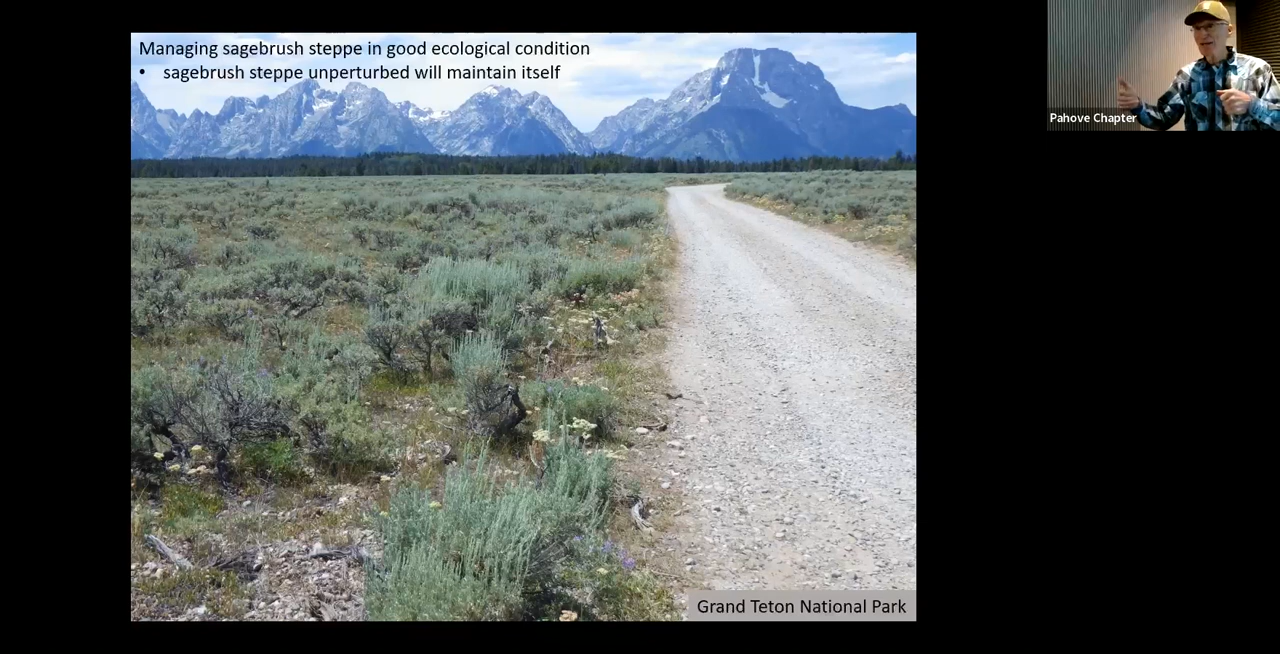 Managing sagebrush steppe in good ecological condition
• sagebrush steppe unperturbed will maintain itself
Pahove Chapter
Grand Teton National Park